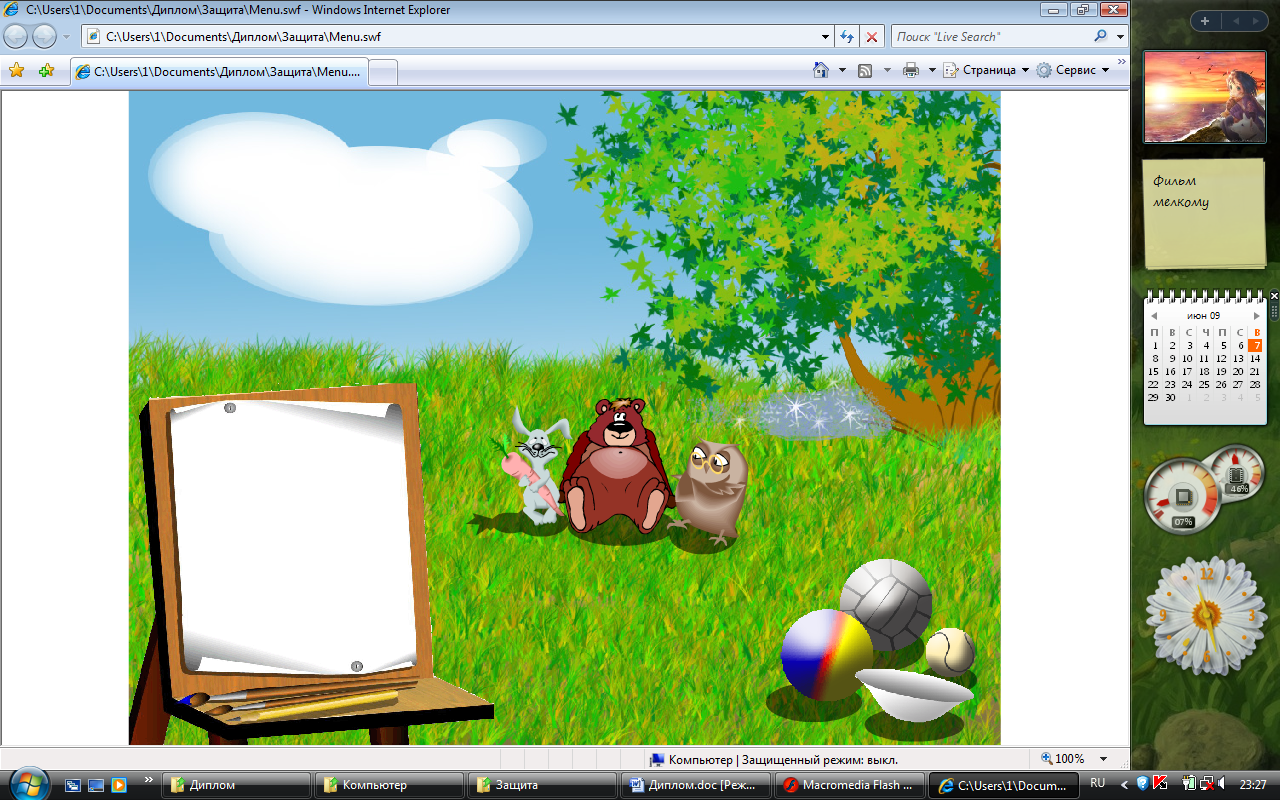 C:\Users\1\Documents\Диплом\Защита\Menu.swf - Windows Internet Explorer
C:\Users\1\Documents\Диплом\Защита\Menu.swf
Поиск "Live Search"
C:\Users\1\Documents\Диплом\Защита\Menu....
Страница
Сервис
Фильм
мелкому
июн 09
П В С Ч П С В
1 2 3 4 5 6 7
8 9 10 11 12 13 14
15 16 17 18 19 20 21
22 23 24 25 26 27 28
29 30 1 2 3 4 5
46%
07%
12
3
6
9
Компьютер | Защищенный режим: выкл.
100%
Диплом
Компьютер
Защита
Диплом.doc [Реж...
Macromedia Flash ...
C:\Users\1\Docum...
RU
23:27